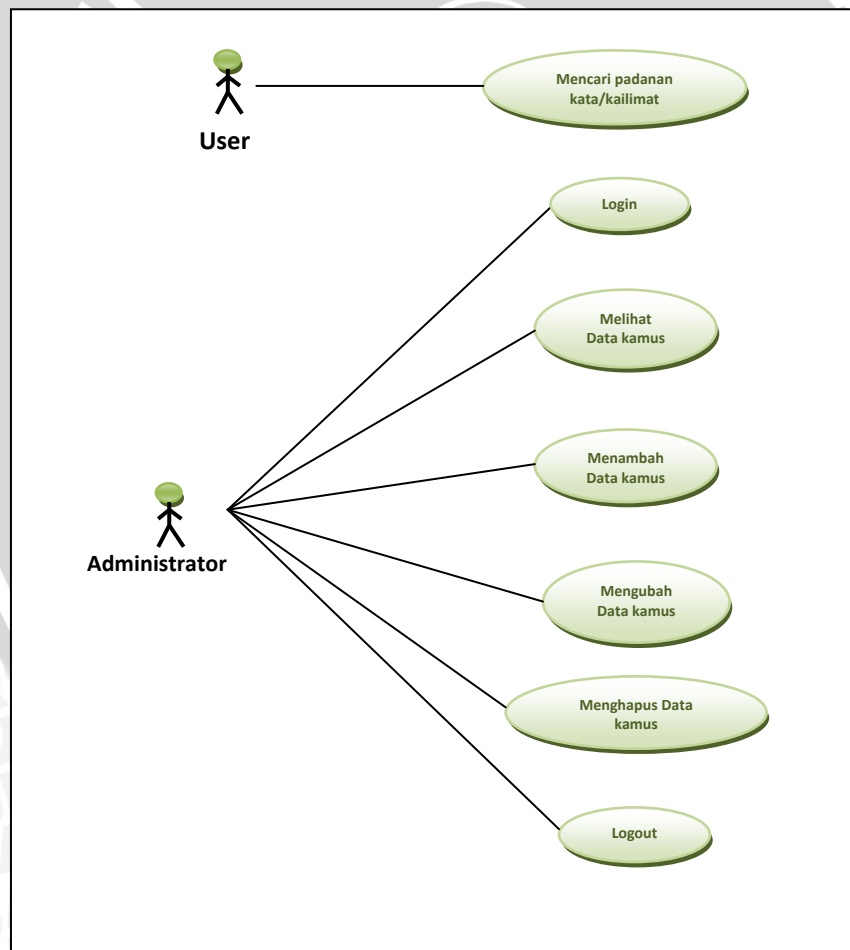 Mencari padanan
kata/kailimat
User
Login
Melihat
Data kamus
Menambah
Data kamus
Administrator
Mengubah
Data kamus
Menghapus Data
kamus
Logout